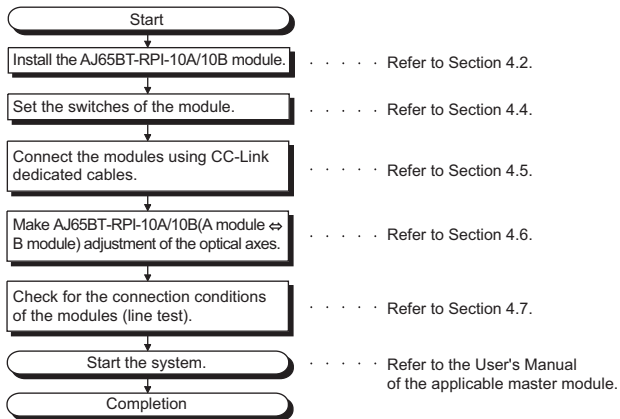 Start
Install the AJ65BT-RPI-10A/10B module. · · · · · Refer to Section 4.2.
Set the switches of the module. · · · · · Refer to Section 4.4.
Connect the modules using CC-Link
dedicated cables. · · · · · Refer to Section 4.5.
Make AJ65BT-RPI-10A/10B(A module ⇔
B module) adjustment of the optical axes. · · · · · Refer to Section 4.6.
Check for the connection conditions
of the modules (line test). · · · · · Refer to Section 4.7.
Start the system. · · · · · Refer to the User's Manual
of the applicable master module.
Completion